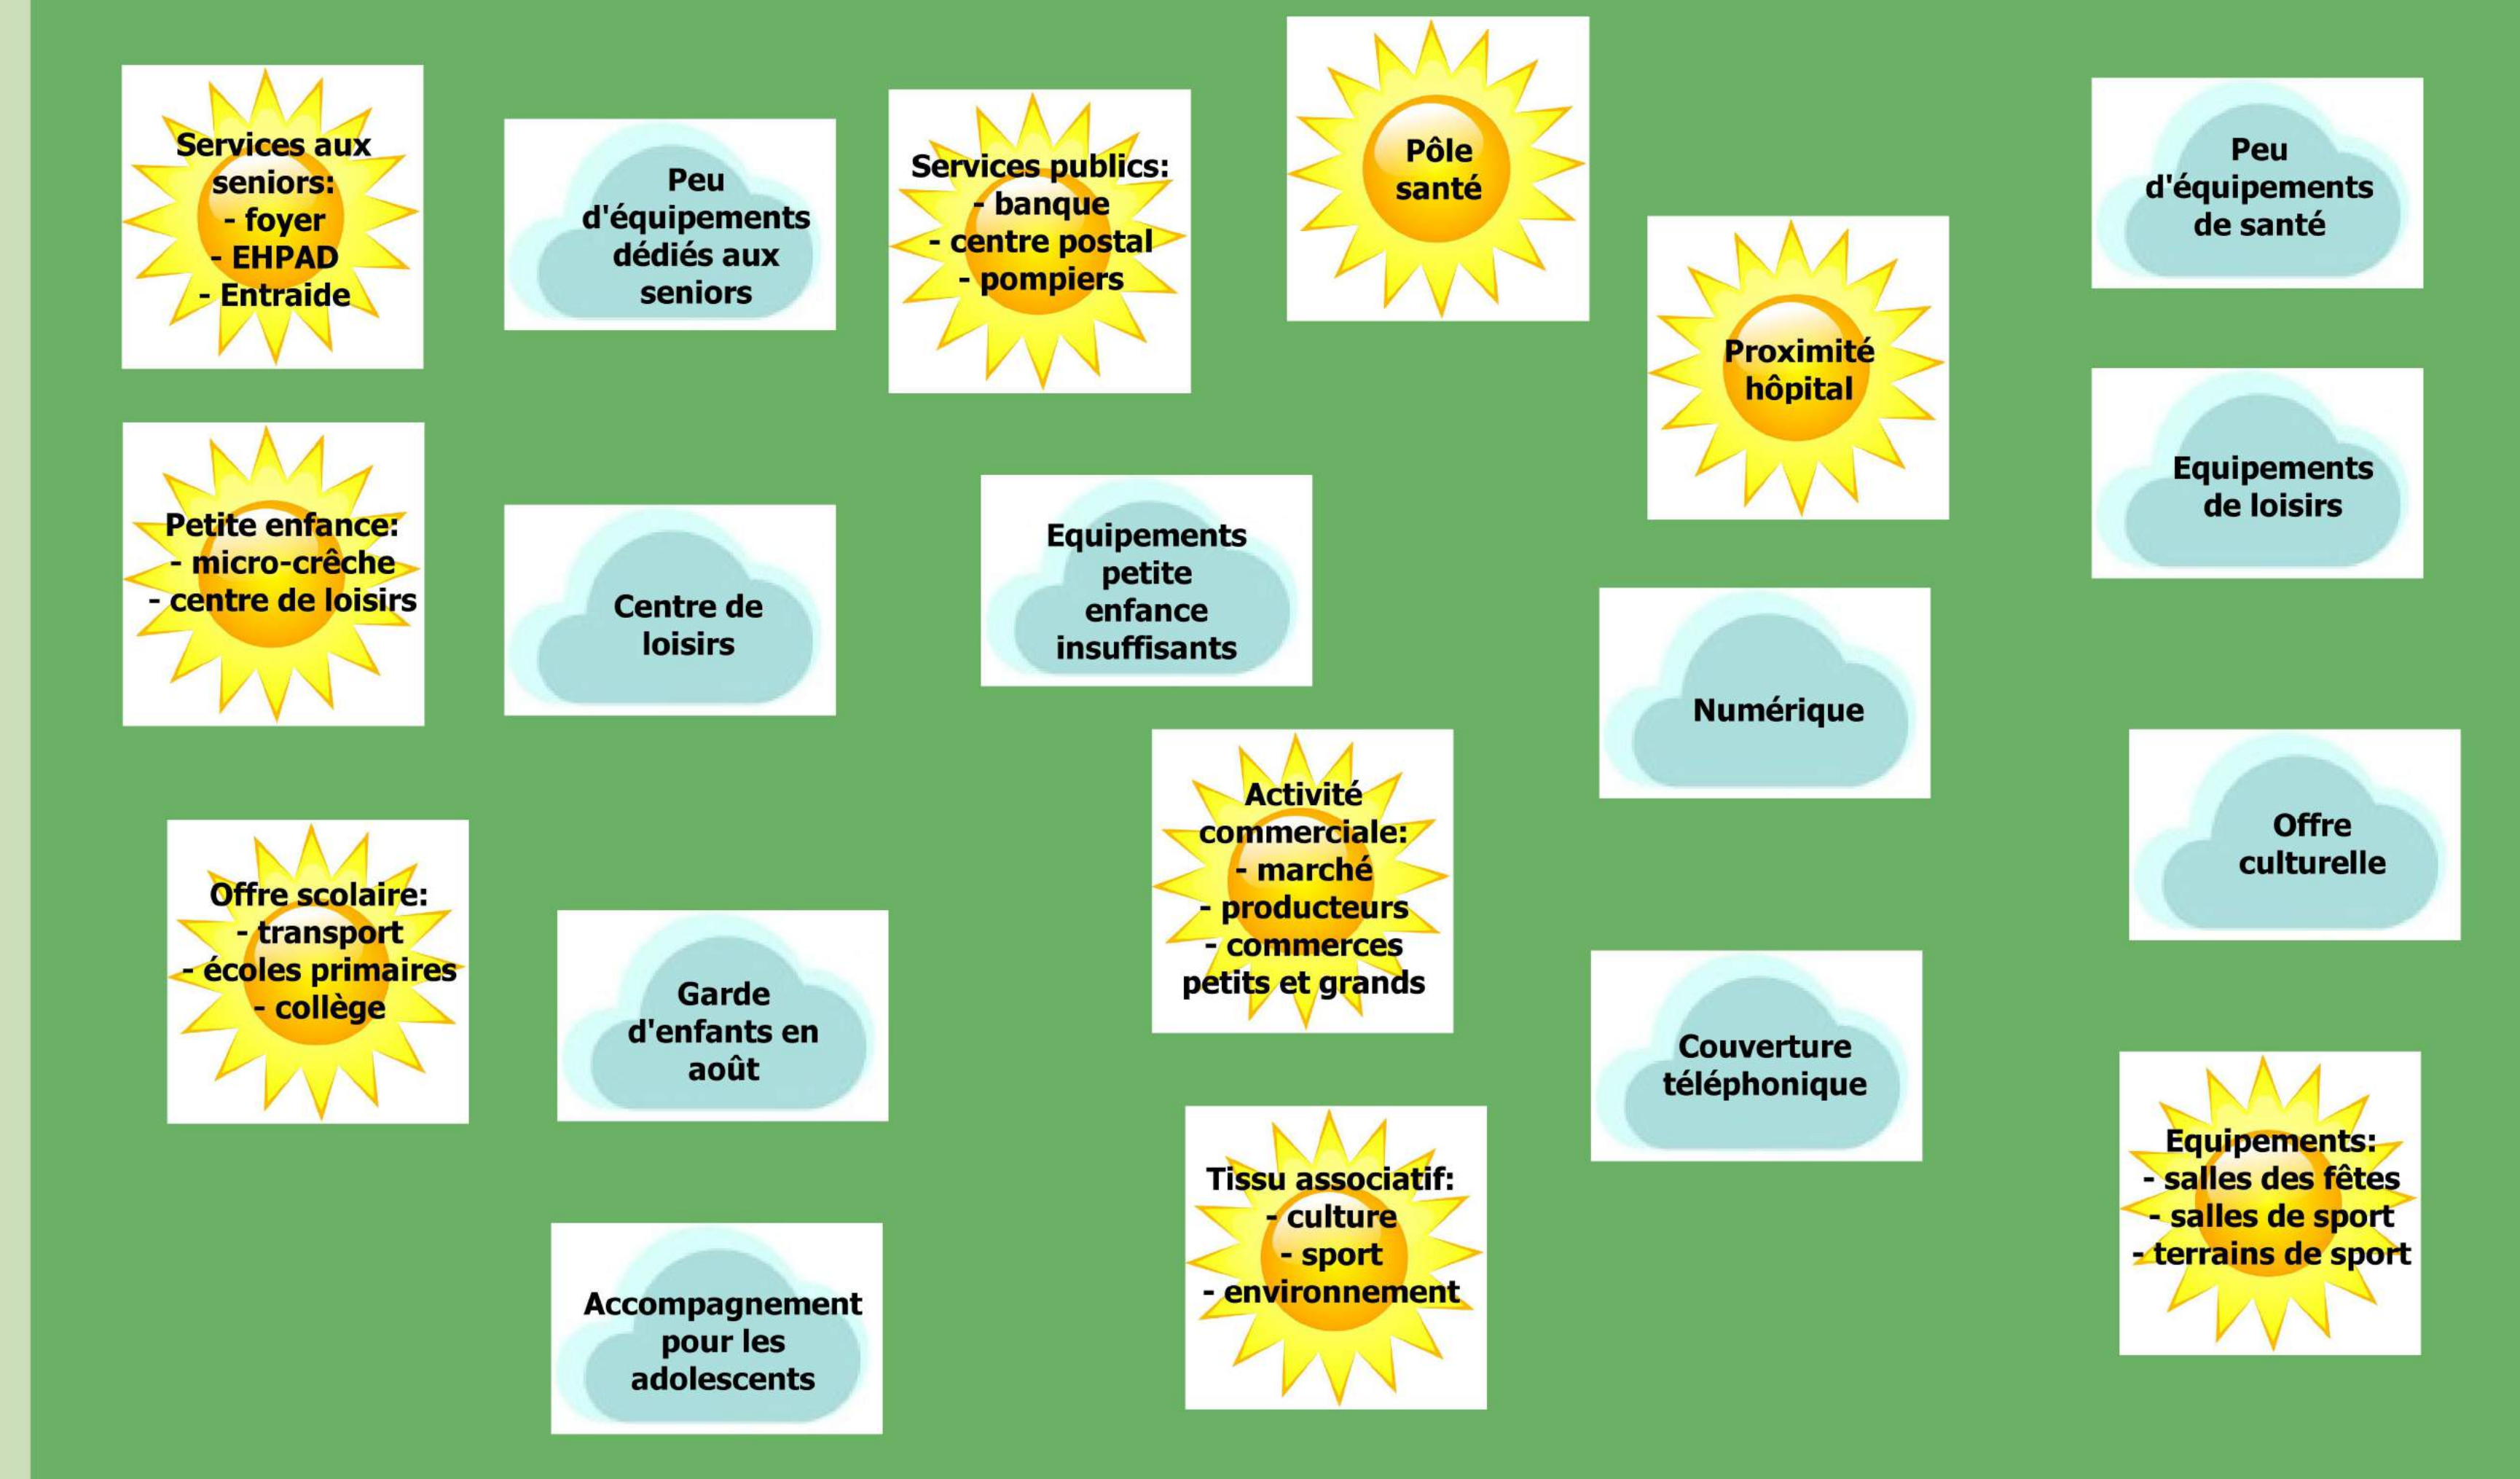 Services aux
seniors:
- foyer
- EHPAD
- Entraide
Peu
d'équipements
dédiés aux
seniors
Services publics:
- banque
- centre postal
- pompiers
Pôle
santé
Proximité
hôpital
Peu
d'équipements
de santé
Petite enfance:
- micro-crêche
- centre de loisirs
Centre de
loisirs
Equipements
petite
enfance
insuffisants
Equipements
de loisirs
Numérique
Activité
commerciale:
- marché
- producteurs
- commerces
petits et grands
Offre
culturelle
Offre scolaire:
- transport
- écoles primaires
- collège
Garde
d'enfants en
août
Couverture
téléphonique
Tissu associatif:
- culture
- sport
- environnement
Equipements:
- salles des fêtes
- salles de sport
- terrains de sport
Accompagnement
pour les
adolescents